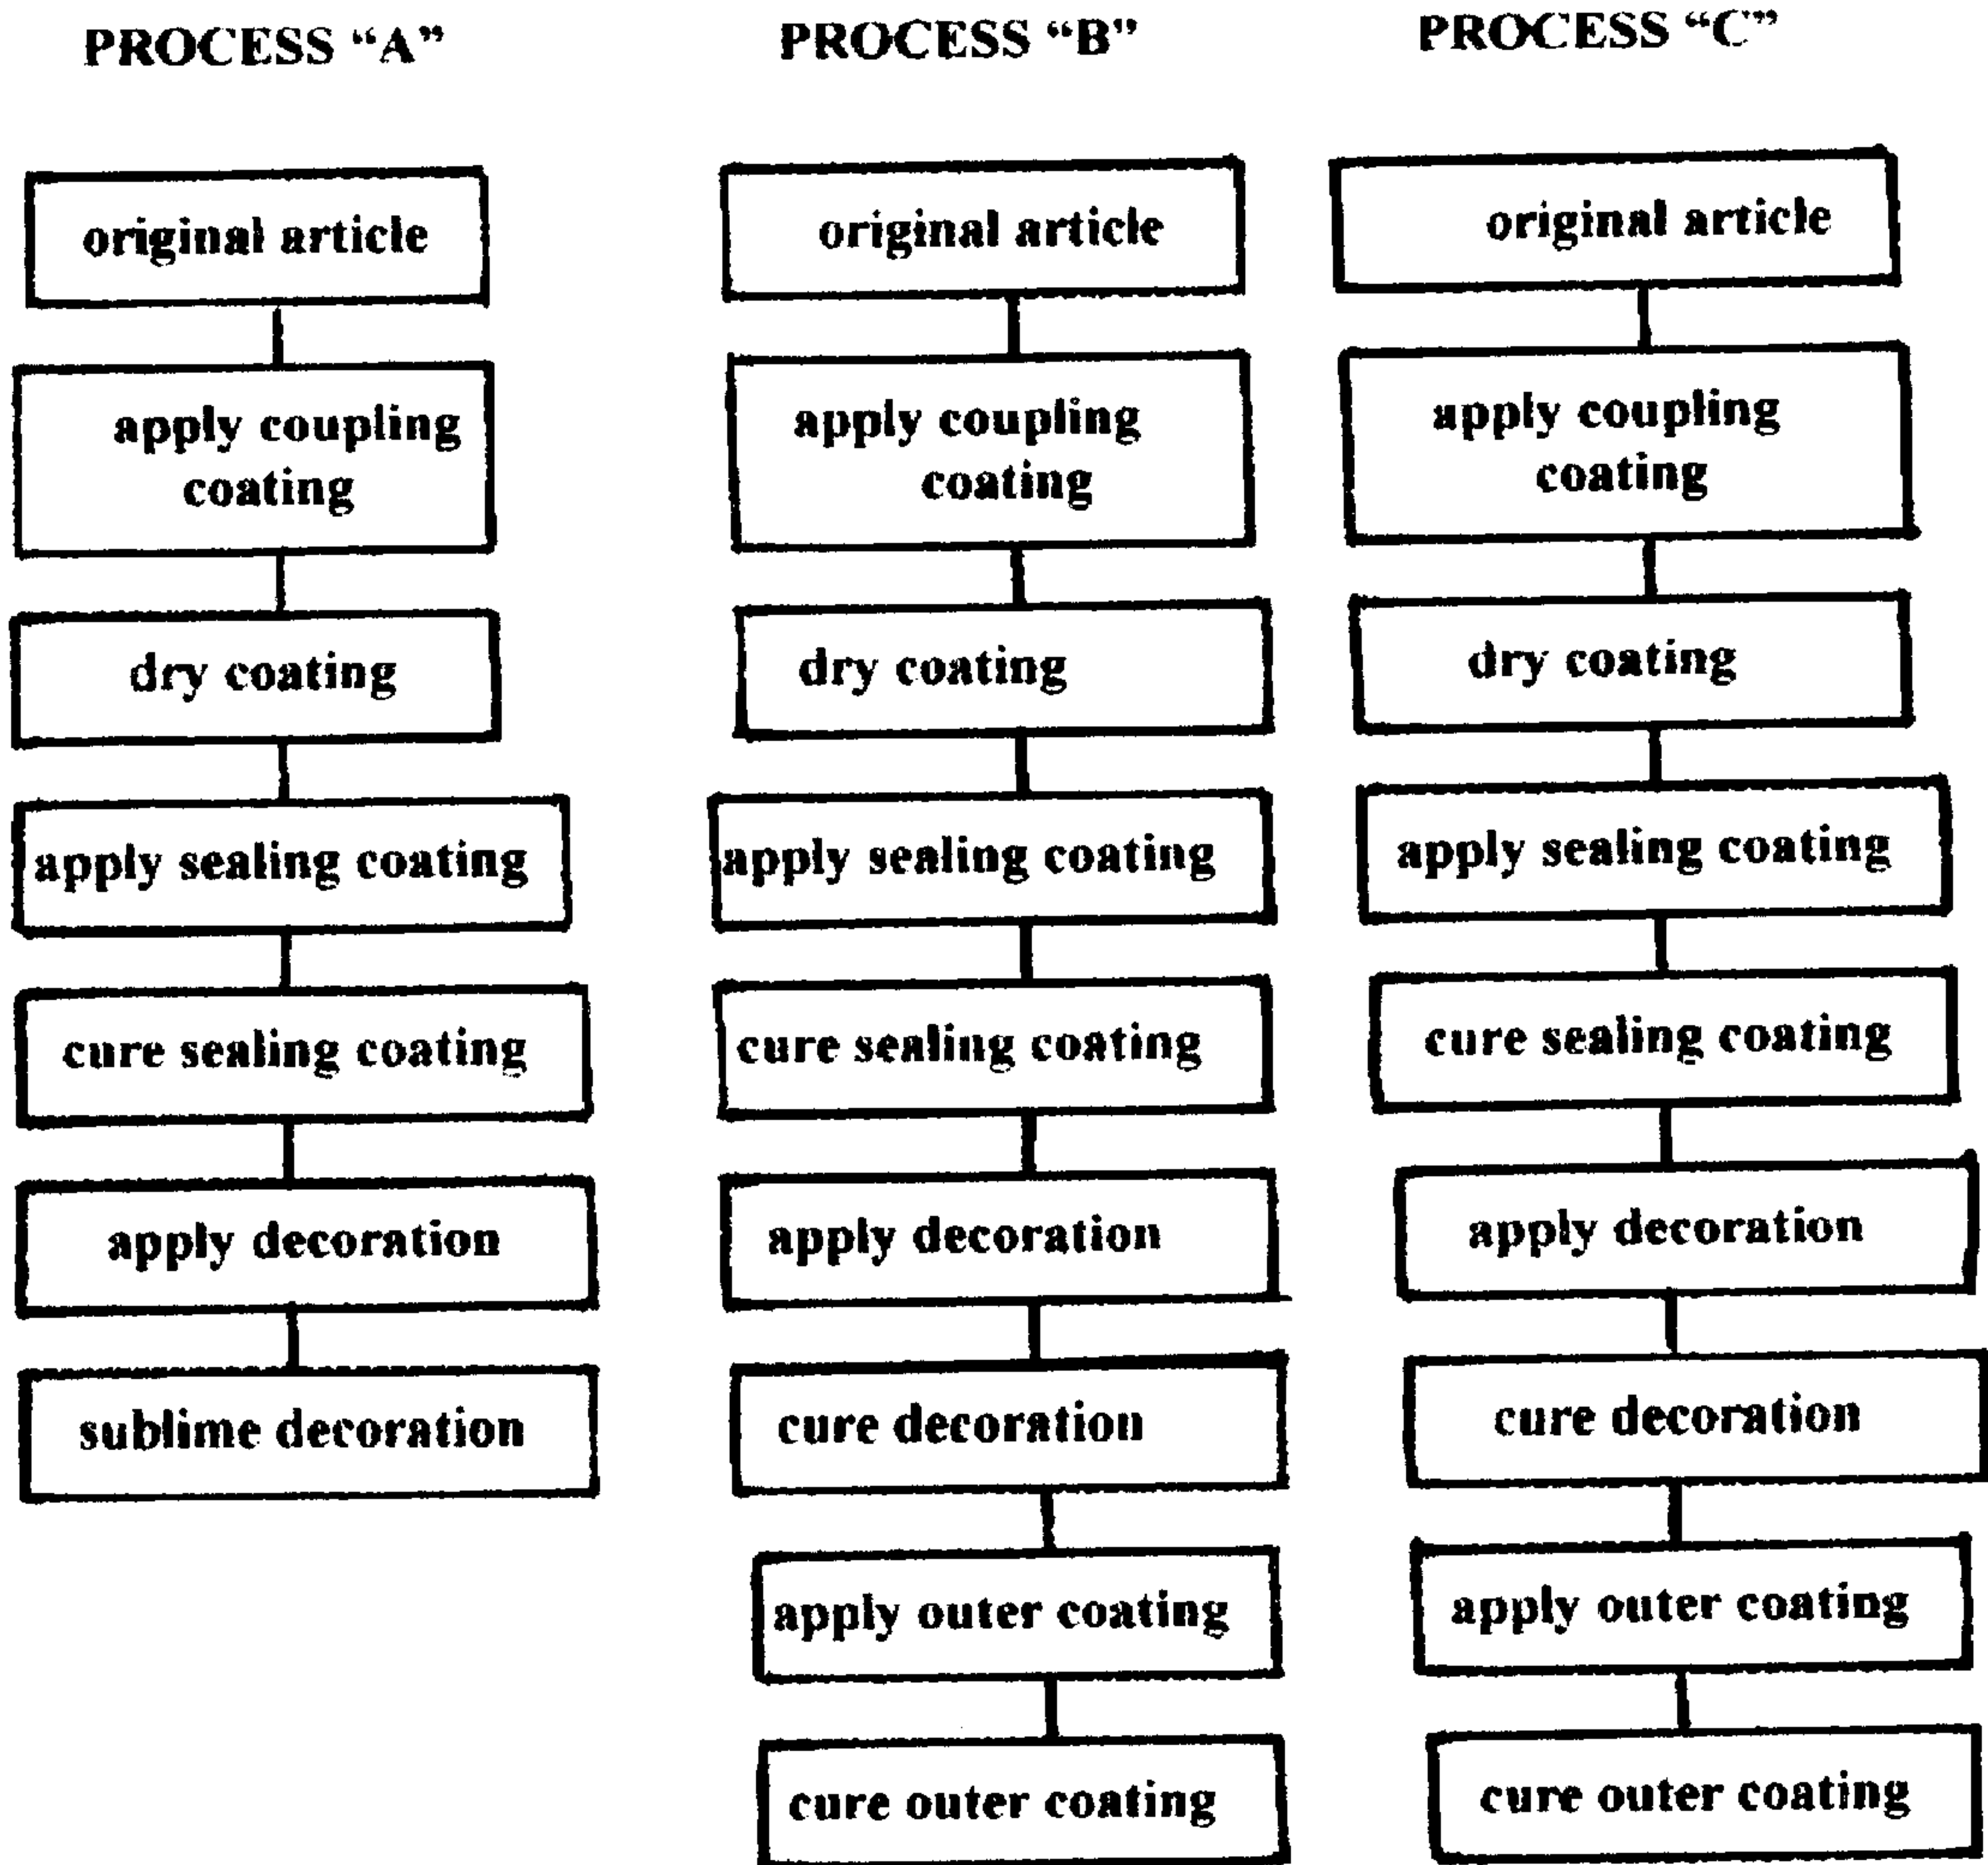 PROCESS “A”
original article
apply coupling
coating
dry coating
apply sealing coating
cure sealing coating
apply decoration
sublime decoration
PROCESS “B”
original article
apply coupling
coating
dry coating
apply sealing coating
cure sealing coating
apply decoration
cure decoration
apply outer coating
cure outer coating
PROCESS “C”
original article
apply coupling
coating
dry coating
apply sealing coating
cure sealing coating
apply decoration
cure decoration
apply outer coating
cure outer coating